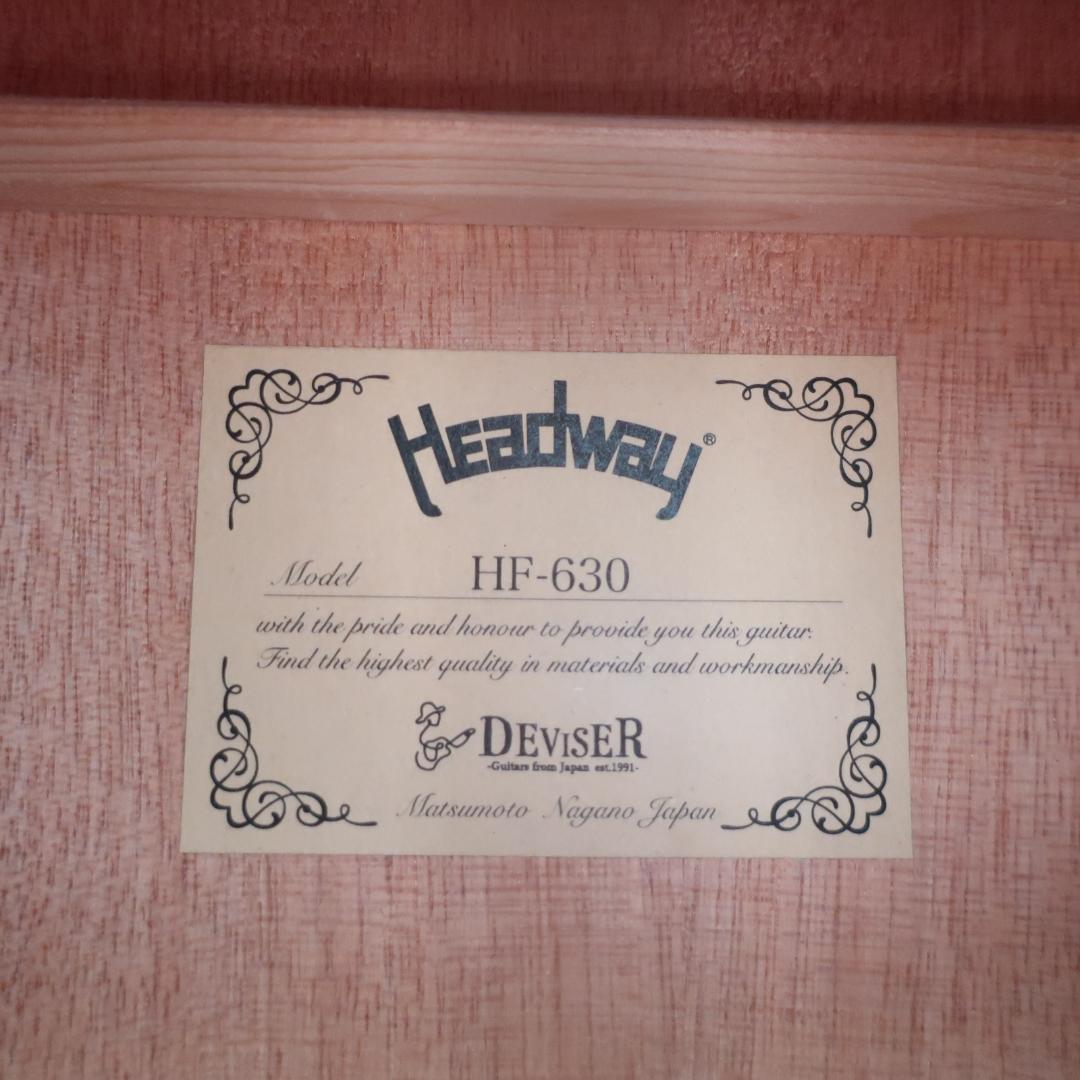 Headway®
Model HF-630
with the pride and honour to provide you this guitar.
Find the highest quality in materials and workmanship.
DEVISER
-Guitars from Japan est.1991-
Matsumoto Nagano Japan